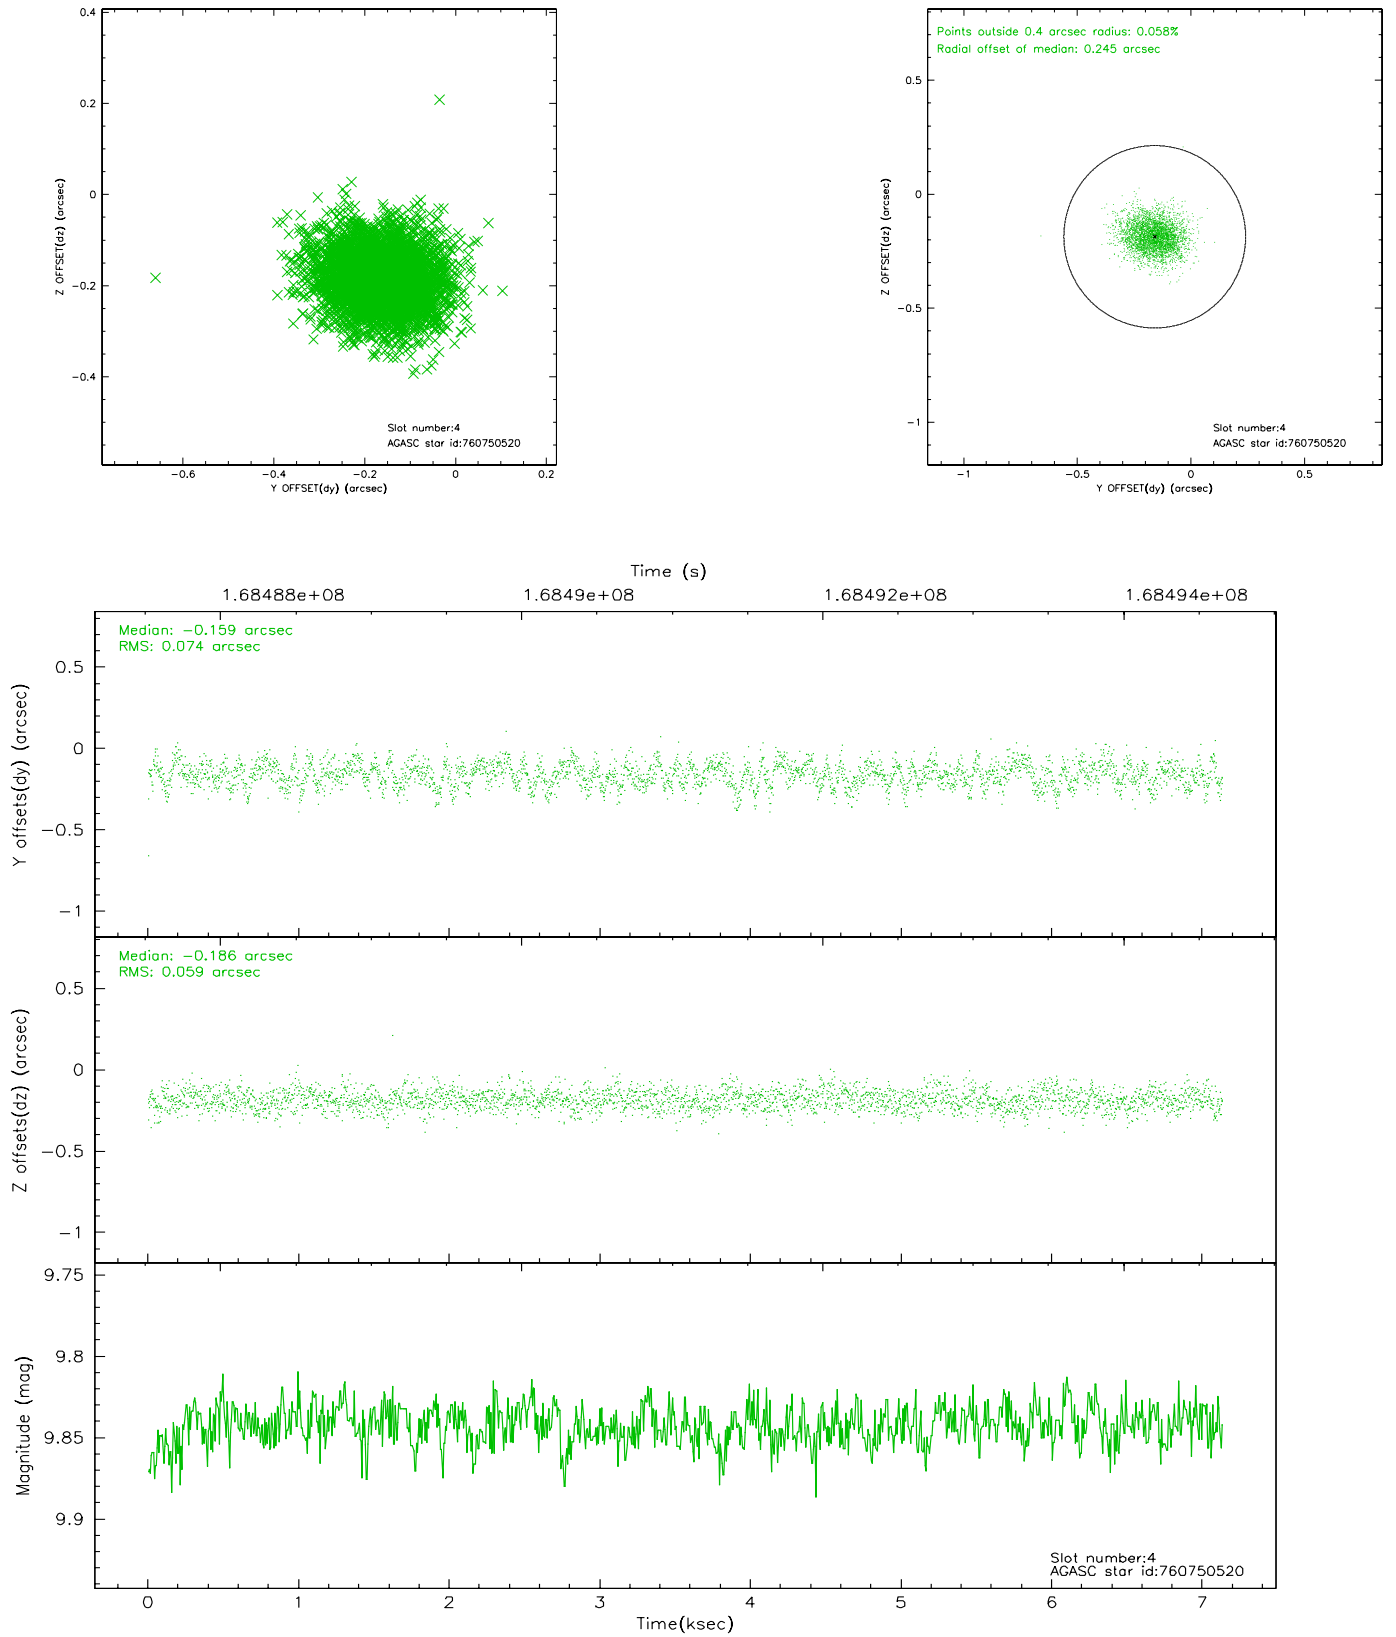 0.4
0.2
0
−0.2
−0.4
Z OFFSET(dz) (arcsec)
Slot number:4
AGASC star id:760750520
−0.6 −0.4 −0.2 0 0.2
Y OFFSET(dy) (arcsec)
Points outside 0.4 arcsec radius: 0.058%
Radial offset of median: 0.245 arcsec
0.5
0
−0.5
−1
Z OFFSET(dz) (arcsec)
Slot number:4
AGASC star id:760750520
−1 −0.5 0 0.5
Y OFFSET(dy) (arcsec)
Time (s)
1.68488e+08 1.6849e+08 1.68492e+08 1.68494e+08
Median: −0.159 arcsec
RMS: 0.074 arcsec
0.5
0
−0.5
−1
Y offsets(dy) (arcsec)
Median: −0.186 arcsec
RMS: 0.059 arcsec
0.5
0
−0.5
−1
Z offsets(dz) (arcsec)
9.75
9.8
9.85
9.9
Magnitude (mag)
Slot number:4
AGASC star id:760750520
0 1 2 3 4 5 6 7
Time(ksec)